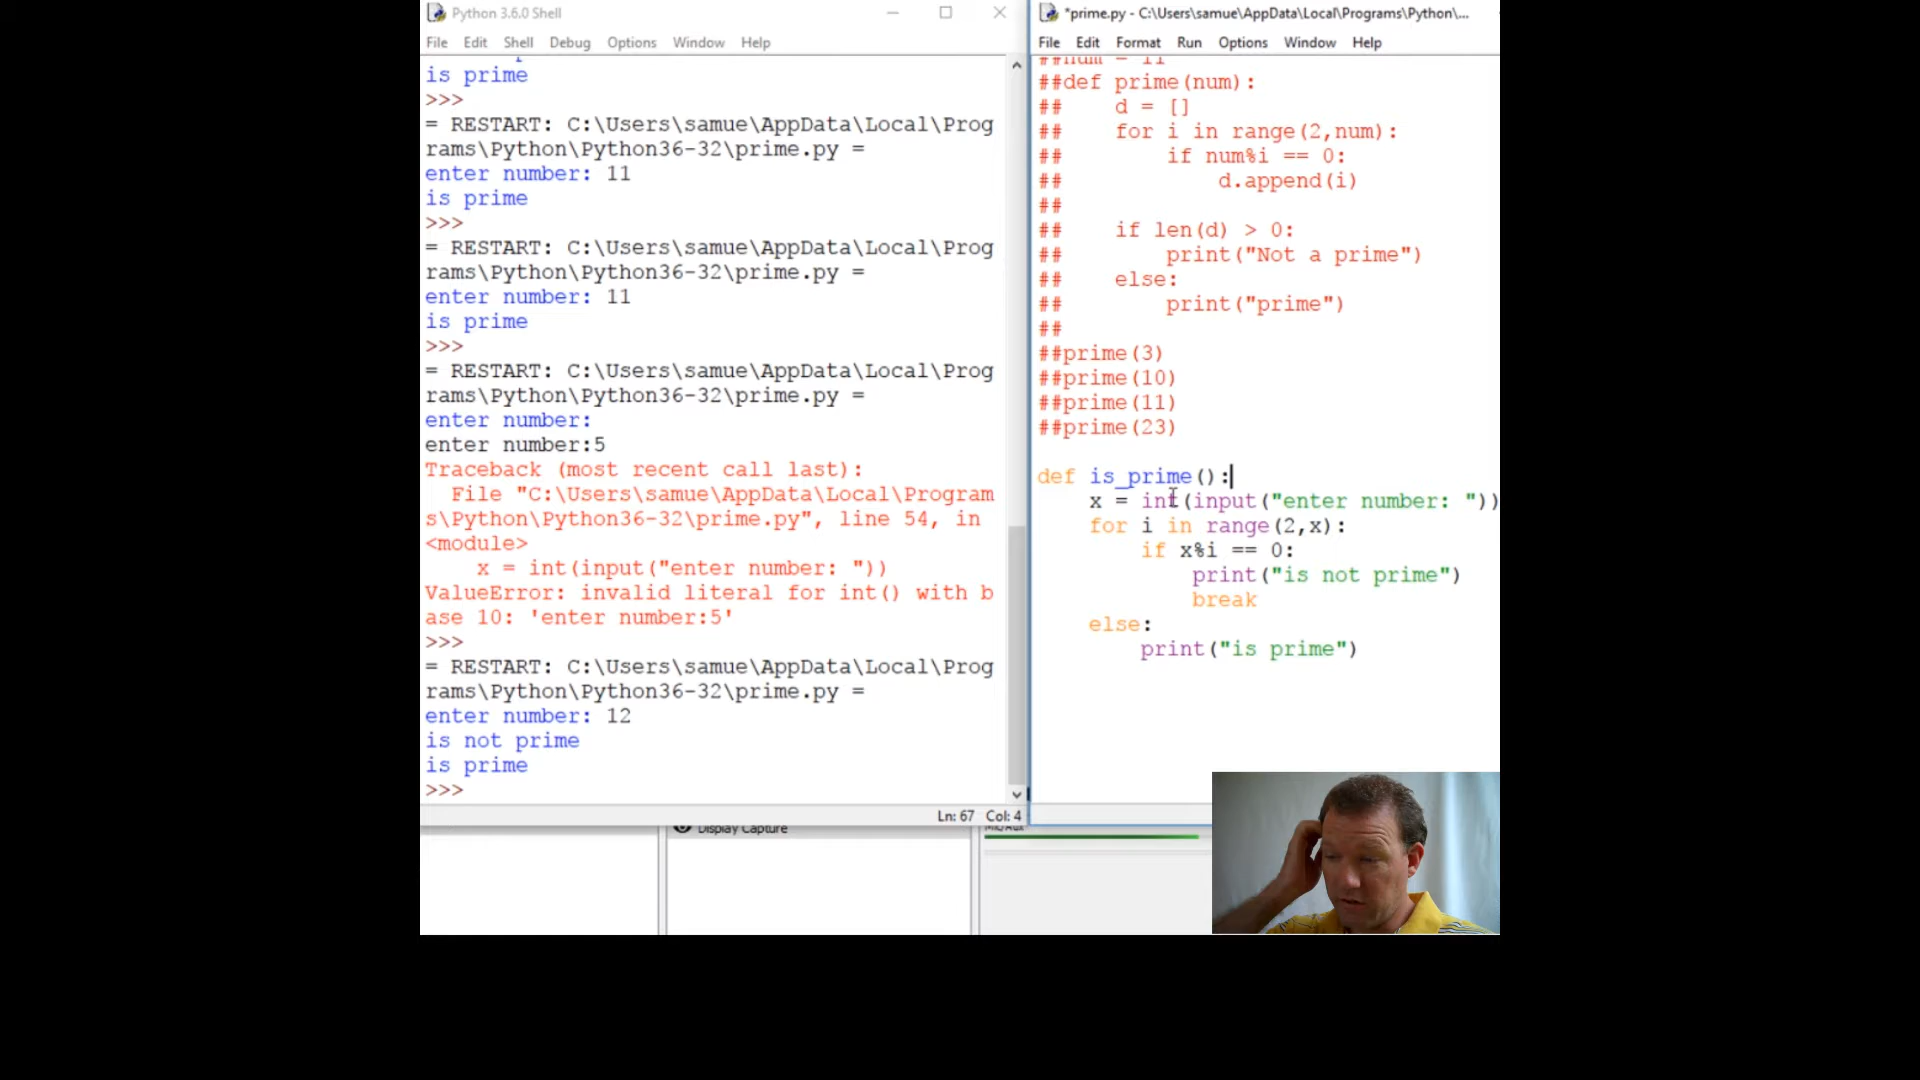 Python 3.6.0 Shell
File Edit Shell Debug Options Window Help
is prime
>>>
= RESTART: C:\Users\samue\AppData\Local\Prog
rams\Python\Python36-32\prime.py =
enter number: 11
is prime
>>>
= RESTART: C:\Users\samue\AppData\Local\Prog
rams\Python\Python36-32\prime.py =
enter number: 11
is prime
>>>
= RESTART: C:\Users\samue\AppData\Local\Prog
rams\Python\Python36-32\prime.py =
enter number:
enter number:5
Traceback (most recent call last):
  File "C:\Users\samue\AppData\Local\Program
s\Python\Python36-32\prime.py", line 54, in
<module>
    x = int(input("enter number: "))
ValueError: invalid literal for int() with b
ase 10: 'enter number:5'
>>>
= RESTART: C:\Users\samue\AppData\Local\Prog
rams\Python\Python36-32\prime.py =
enter number: 12
is not prime
is prime
>>>
Ln: 67 Col: 4
Display Capture
Mic/Aux
*prime.py - C:\Users\samue\AppData\Local\Programs\Python\...
File Edit Format Run Options Window Help
##num = 11
##def prime(num):
##    d = []
##    for i in range(2,num):
##        if num%i == 0:
##            d.append(i)
##
##    if len(d) > 0:
##        print("Not a prime")
##    else:
##        print("prime")
##
##prime(3)
##prime(10)
##prime(11)
##prime(23)
def is_prime():
    x = int(input("enter number: "))
    for i in range(2,x):
        if x%i == 0:
            print("is not prime")
            break
    else:
        print("is prime")